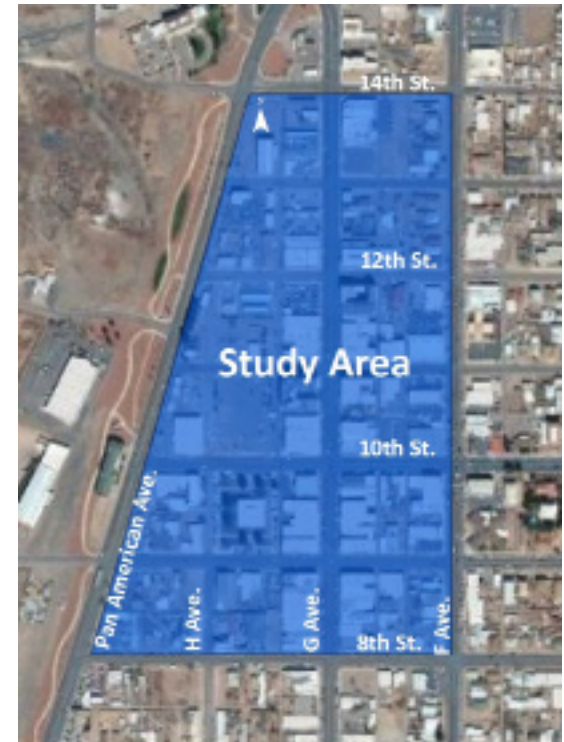 14th St.
12th St.
Study Area
10th St.
Pan American Ave.
H Ave.
G Ave.
8th St.
F Ave.